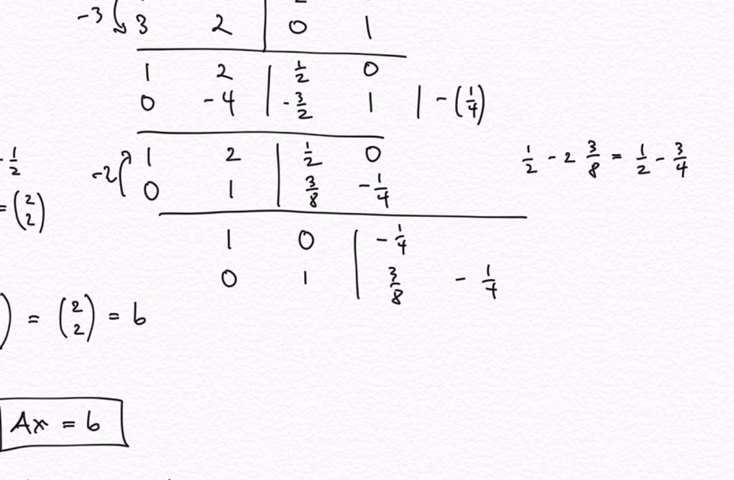 -3 3 2 | 0 1
1 2 | 1/2 0
0 -4 | -3/2 1 | -(1/4)
-2 1 2 | 1/2 0
0 1 | 3/8 -1/4
1/2 - 2 3/8 = 1/2 - 3/4
1 0 | -1/4
0 1 | 3/8 -1/4
-1/2
= (2 2)
) = (2 2) = b
Ax = b